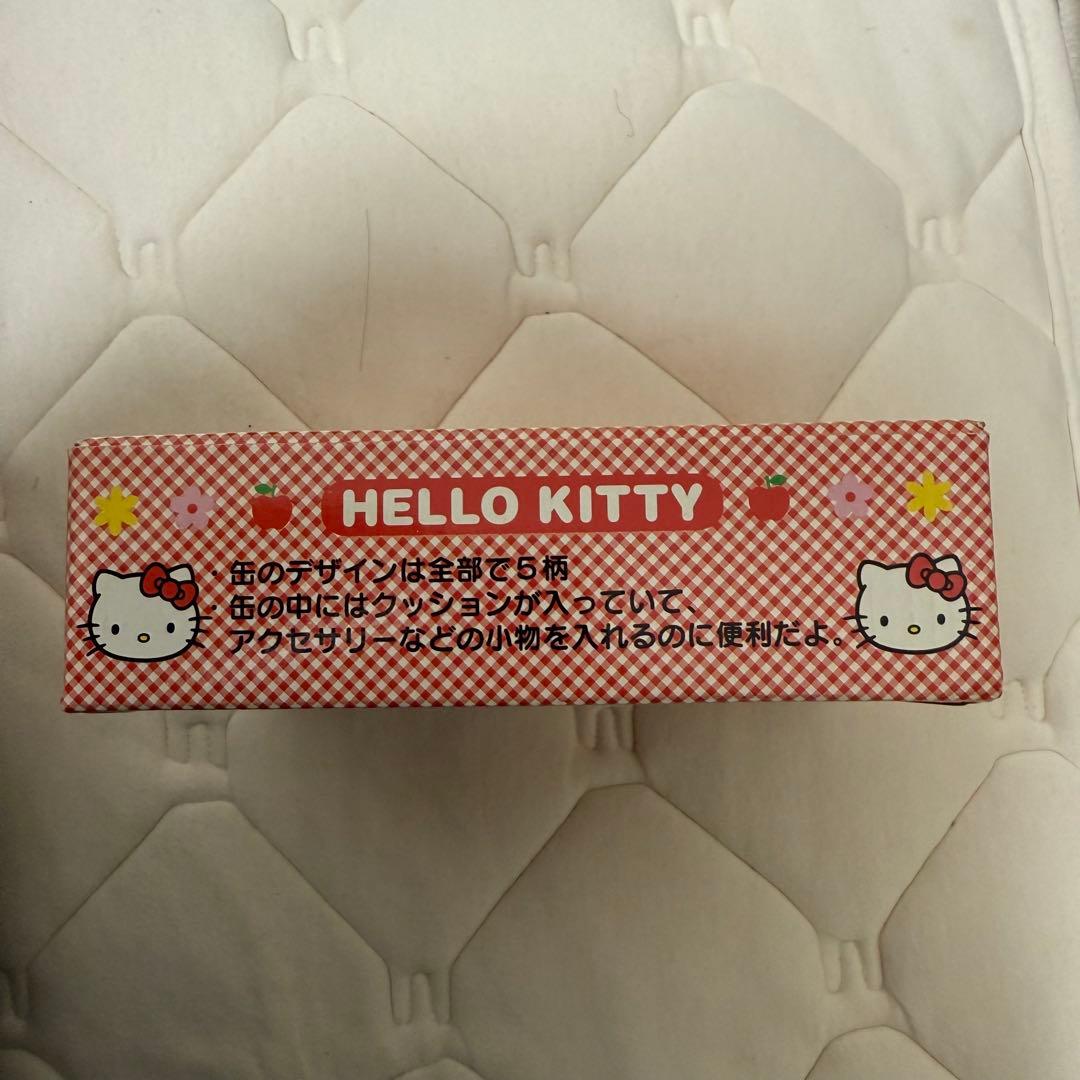 HELLO KITTY
・缶のデザインは全部で5柄
・缶の中にはクッションが入っていて、
アクセサリーなどの小物を入れるのに便利だよ。